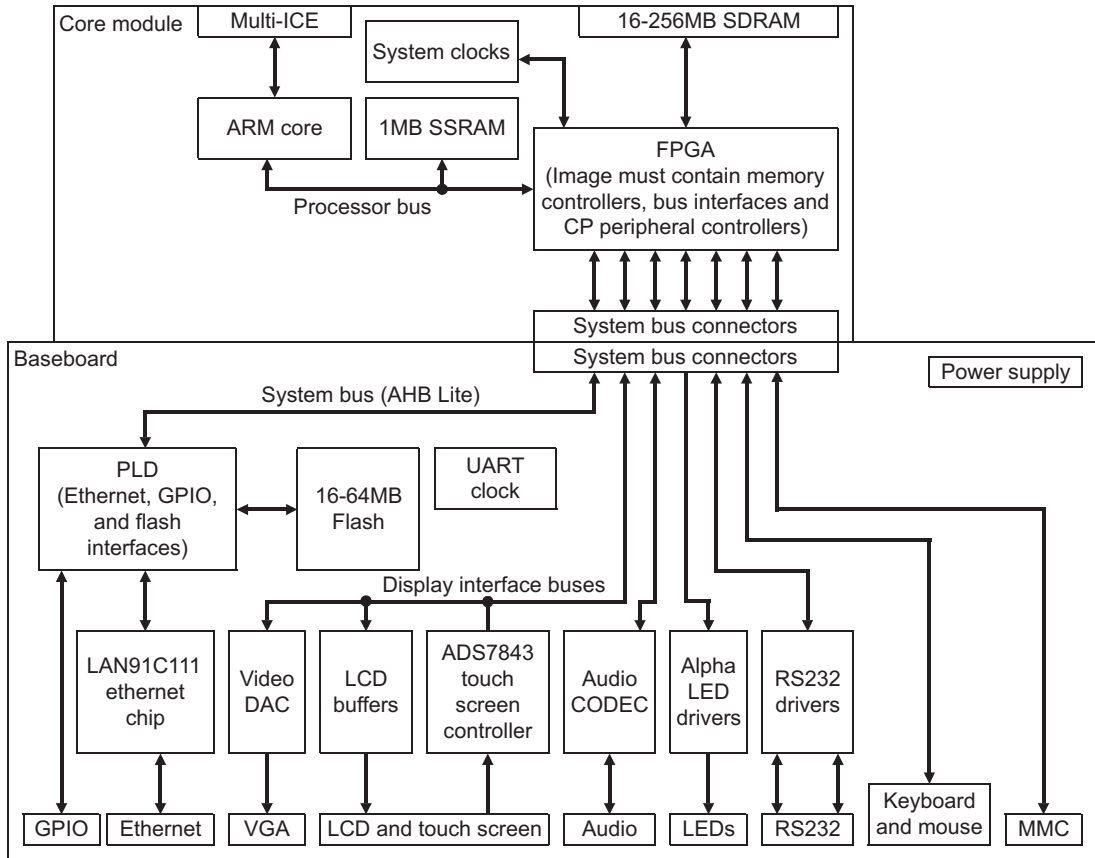 Core module
Multi-ICE
16-256MB SDRAM
System clocks
ARM core
1MB SSRAM
FPGA
(Image must contain memory
controllers, bus interfaces and
CP peripheral controllers)
Processor bus
System bus connectors
Baseboard
System bus connectors
Power supply
System bus (AHB Lite)
PLD
(Ethernet, GPIO,
and flash
interfaces)
16-64MB
Flash
UART
clock
Display interface buses
LAN91C111
ethernet
chip
Video
DAC
LCD
buffers
ADS7843
touch
screen
controller
Audio
CODEC
Alpha
LED
drivers
RS232
drivers
GPIO
Ethernet
VGA
LCD and touch screen
Audio
LEDs
RS232
Keyboard
and mouse
MMC